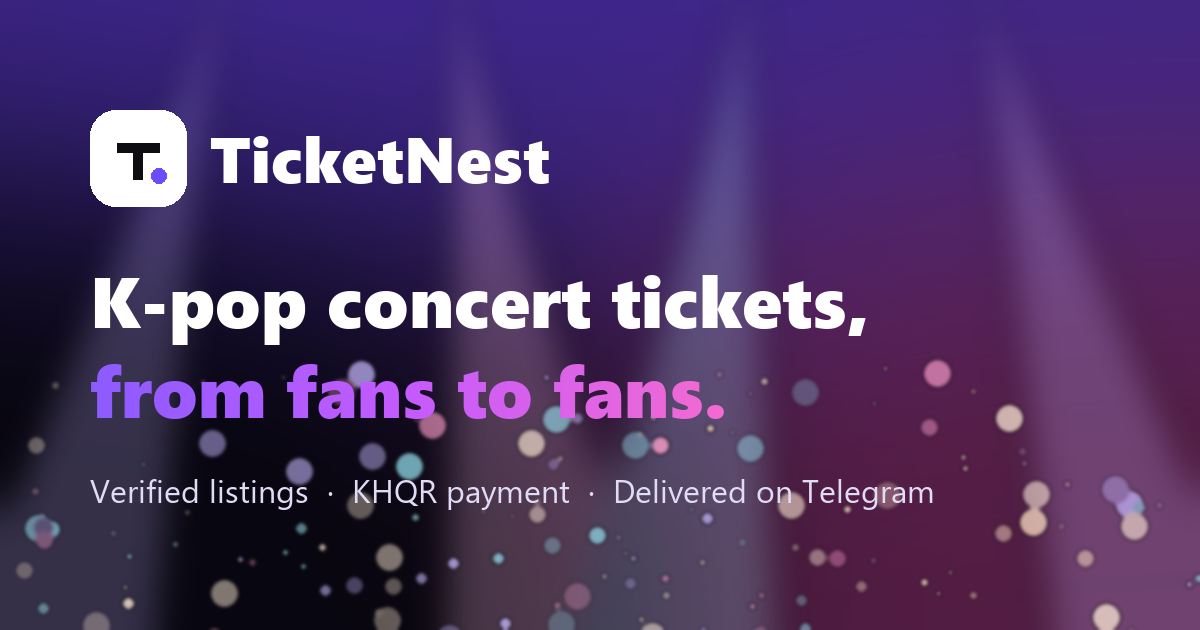 T. TicketNest
K-pop concert tickets,
from fans to fans.
Verified listings · KHQR payment · Delivered on Telegram